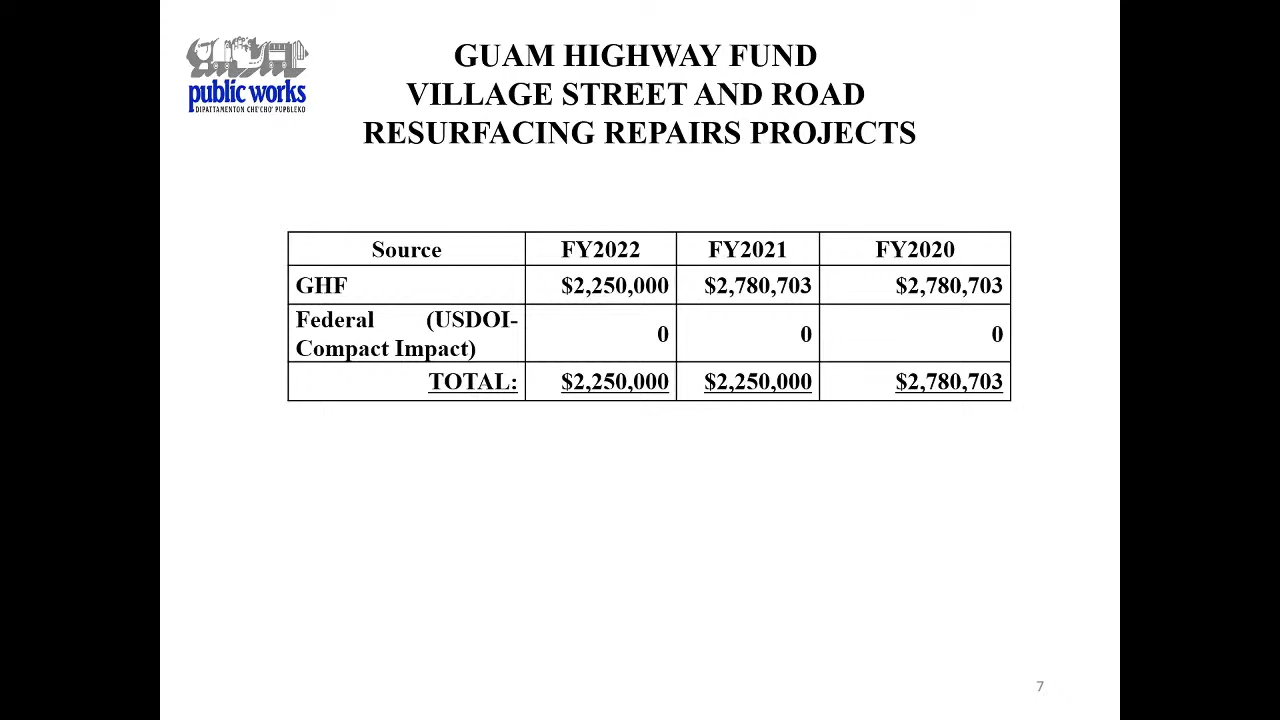 public works
DIPATTAMENTON CHE'CHO' PUPBLEKO
GUAM HIGHWAY FUND
VILLAGE STREET AND ROAD
RESURFACING REPAIRS PROJECTS
Source FY2022 FY2021 FY2020
GHF $2,250,000 $2,780,703 $2,780,703
Federal (USDOI-
Compact Impact) 0 0 0
TOTAL: $2,250,000 $2,250,000 $2,780,703
7